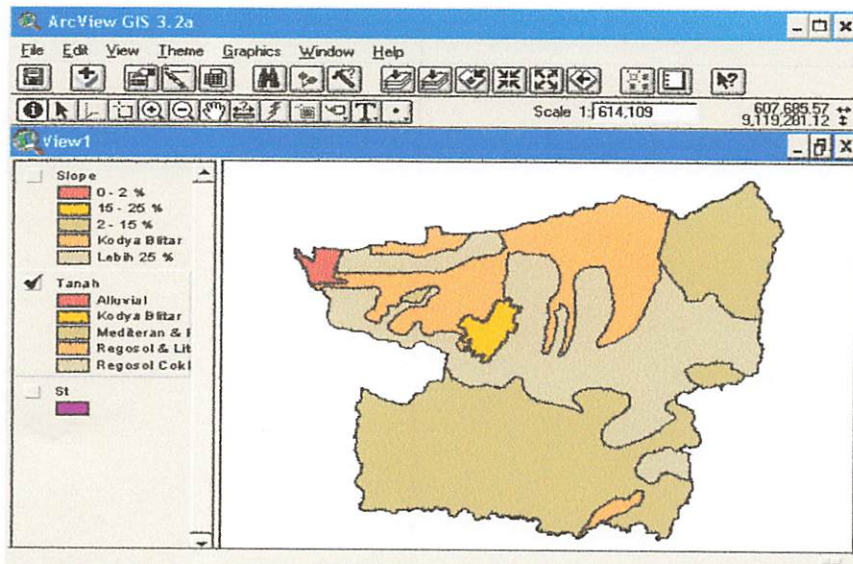 ArcView GIS 3.2a
File Edit View Theme Graphics Window Help
Scale 1: 614,109
607,685.57
9,119,281.12
View1
Slope
0 - 2 %
15 - 25 %
2 - 15 %
Kodya Blitar
Lebih 25 %
Tanah
Alluvial
Kodya Blitar
Mediteran &
Regosol & Lit
Regosol Cokl
St